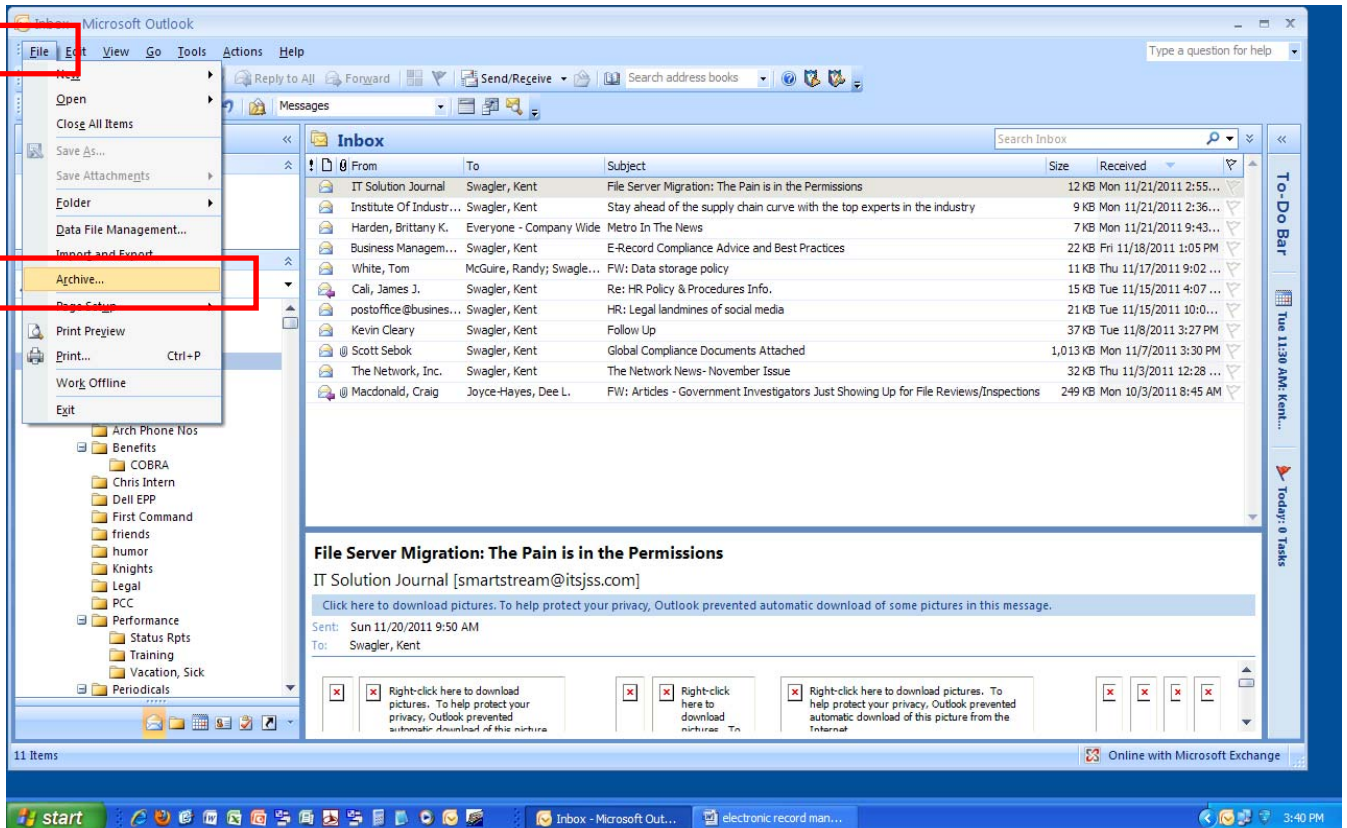 Inbox - Microsoft Outlook
File Edit View Go Tools Actions Help
Type a question for help
New
Reply to All Forward Send/Receive Search address books
Open
Messages
Close All Items
Save As...
Save Attachments
Folder
Data File Management...
Import and Export
Archive...
Page Setup
Print Preview
Print... Ctrl+P
Work Offline
Exit
Arch Phone Nos
Benefits
COBRA
Chris Intern
Dell EPP
First Command
friends
humor
Knights
Legal
PCC
Performance
Status Rpts
Training
Vacation, Sick
Periodicals
Inbox
Search Inbox
From To Subject Size Received
IT Solution Journal Swagler, Kent File Server Migration: The Pain is in the Permissions 12 KB Mon 11/21/2011 2:55...
Institute Of Industr... Swagler, Kent Stay ahead of the supply chain curve with the top experts in the industry 9 KB Mon 11/21/2011 2:36...
Harden, Brittany K. Everyone - Company Wide Metro In The News 7 KB Mon 11/21/2011 9:43...
Business Managem... Swagler, Kent E-Record Compliance Advice and Best Practices 22 KB Fri 11/18/2011 1:05 PM
White, Tom McGuire, Randy; Swagle... FW: Data storage policy 11 KB Thu 11/17/2011 9:02 ...
Cali, James J. Swagler, Kent Re: HR Policy & Procedures Info. 15 KB Tue 11/15/2011 4:07 ...
postoffice@busines... Swagler, Kent HR: Legal landmines of social media 21 KB Tue 11/15/2011 10:0...
Kevin Cleary Swagler, Kent Follow Up 37 KB Tue 11/8/2011 3:27 PM
Scott Sebok Swagler, Kent Global Compliance Documents Attached 1,013 KB Mon 11/7/2011 3:30 PM
The Network, Inc. Swagler, Kent The Network News- November Issue 32 KB Thu 11/3/2011 12:28 ...
Macdonald, Craig Joyce-Hayes, Dee L. FW: Articles - Government Investigators Just Showing Up for File Reviews/Inspections 249 KB Mon 10/3/2011 8:45 AM
File Server Migration: The Pain is in the Permissions
IT Solution Journal [smartstream@itsjss.com]
Click here to download pictures. To help protect your privacy, Outlook prevented automatic download of some pictures in this message.
Sent: Sun 11/20/2011 9:50 AM
To: Swagler, Kent
Right-click here to download pictures. To help protect your privacy, Outlook prevented automatic download of this picture
Right-click here to download pictures. To
Right-click here to download pictures. To help protect your privacy, Outlook prevented automatic download of this picture from the Internet
To-Do Bar
Tue 11:30 AM: Kent...
Today: 0 Tasks
11 Items
Online with Microsoft Exchange
start
Inbox - Microsoft Out...
electronic record man...
3:40 PM